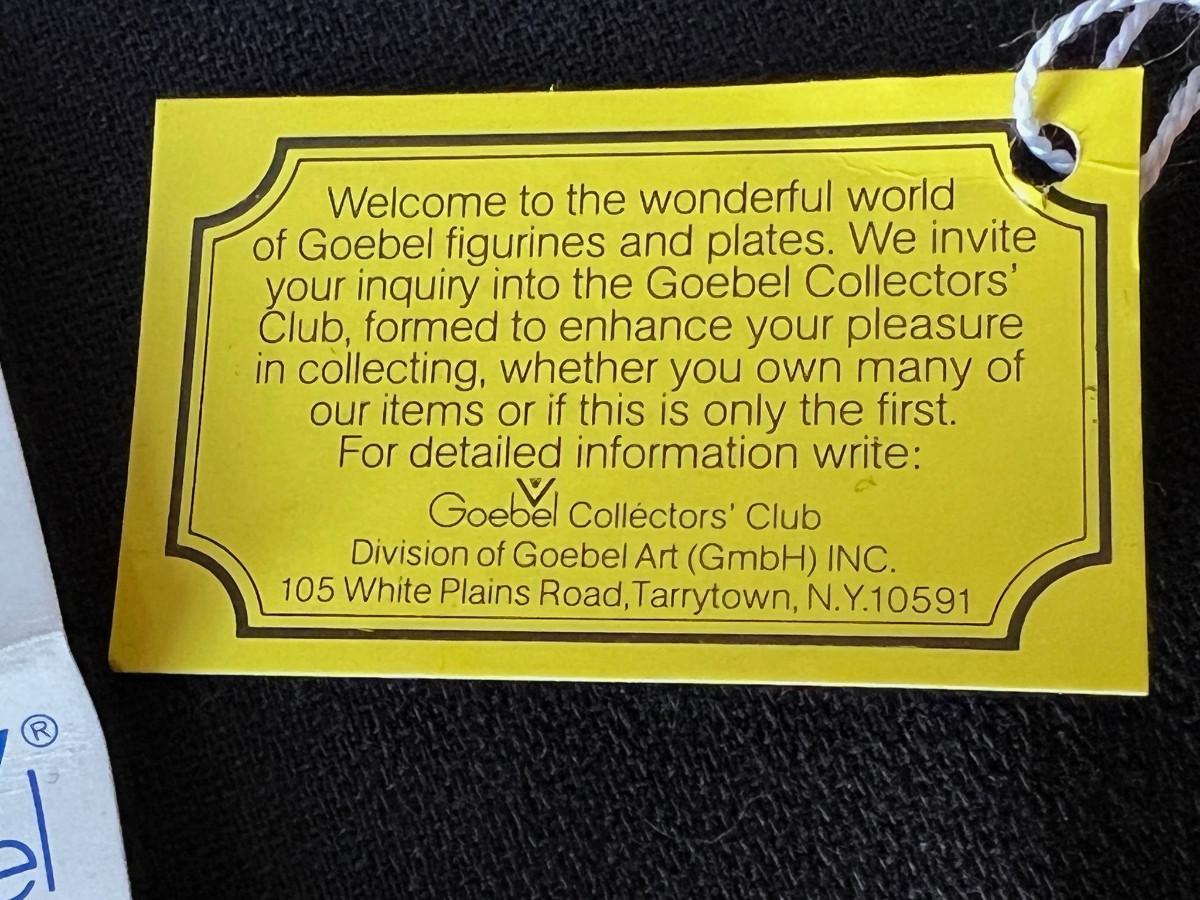 Welcome to the wonderful world
of Goebel figurines and plates. We invite
your inquiry into the Goebel Collectors'
Club, formed to enhance your pleasure
in collecting, whether you own many of
our items or if this is only the first.
For detailed information write:
Goebel Collectors' Club
Division of Goebel Art (GmbH) INC.
105 White Plains Road, Tarrytown, N.Y. 10591
®
el